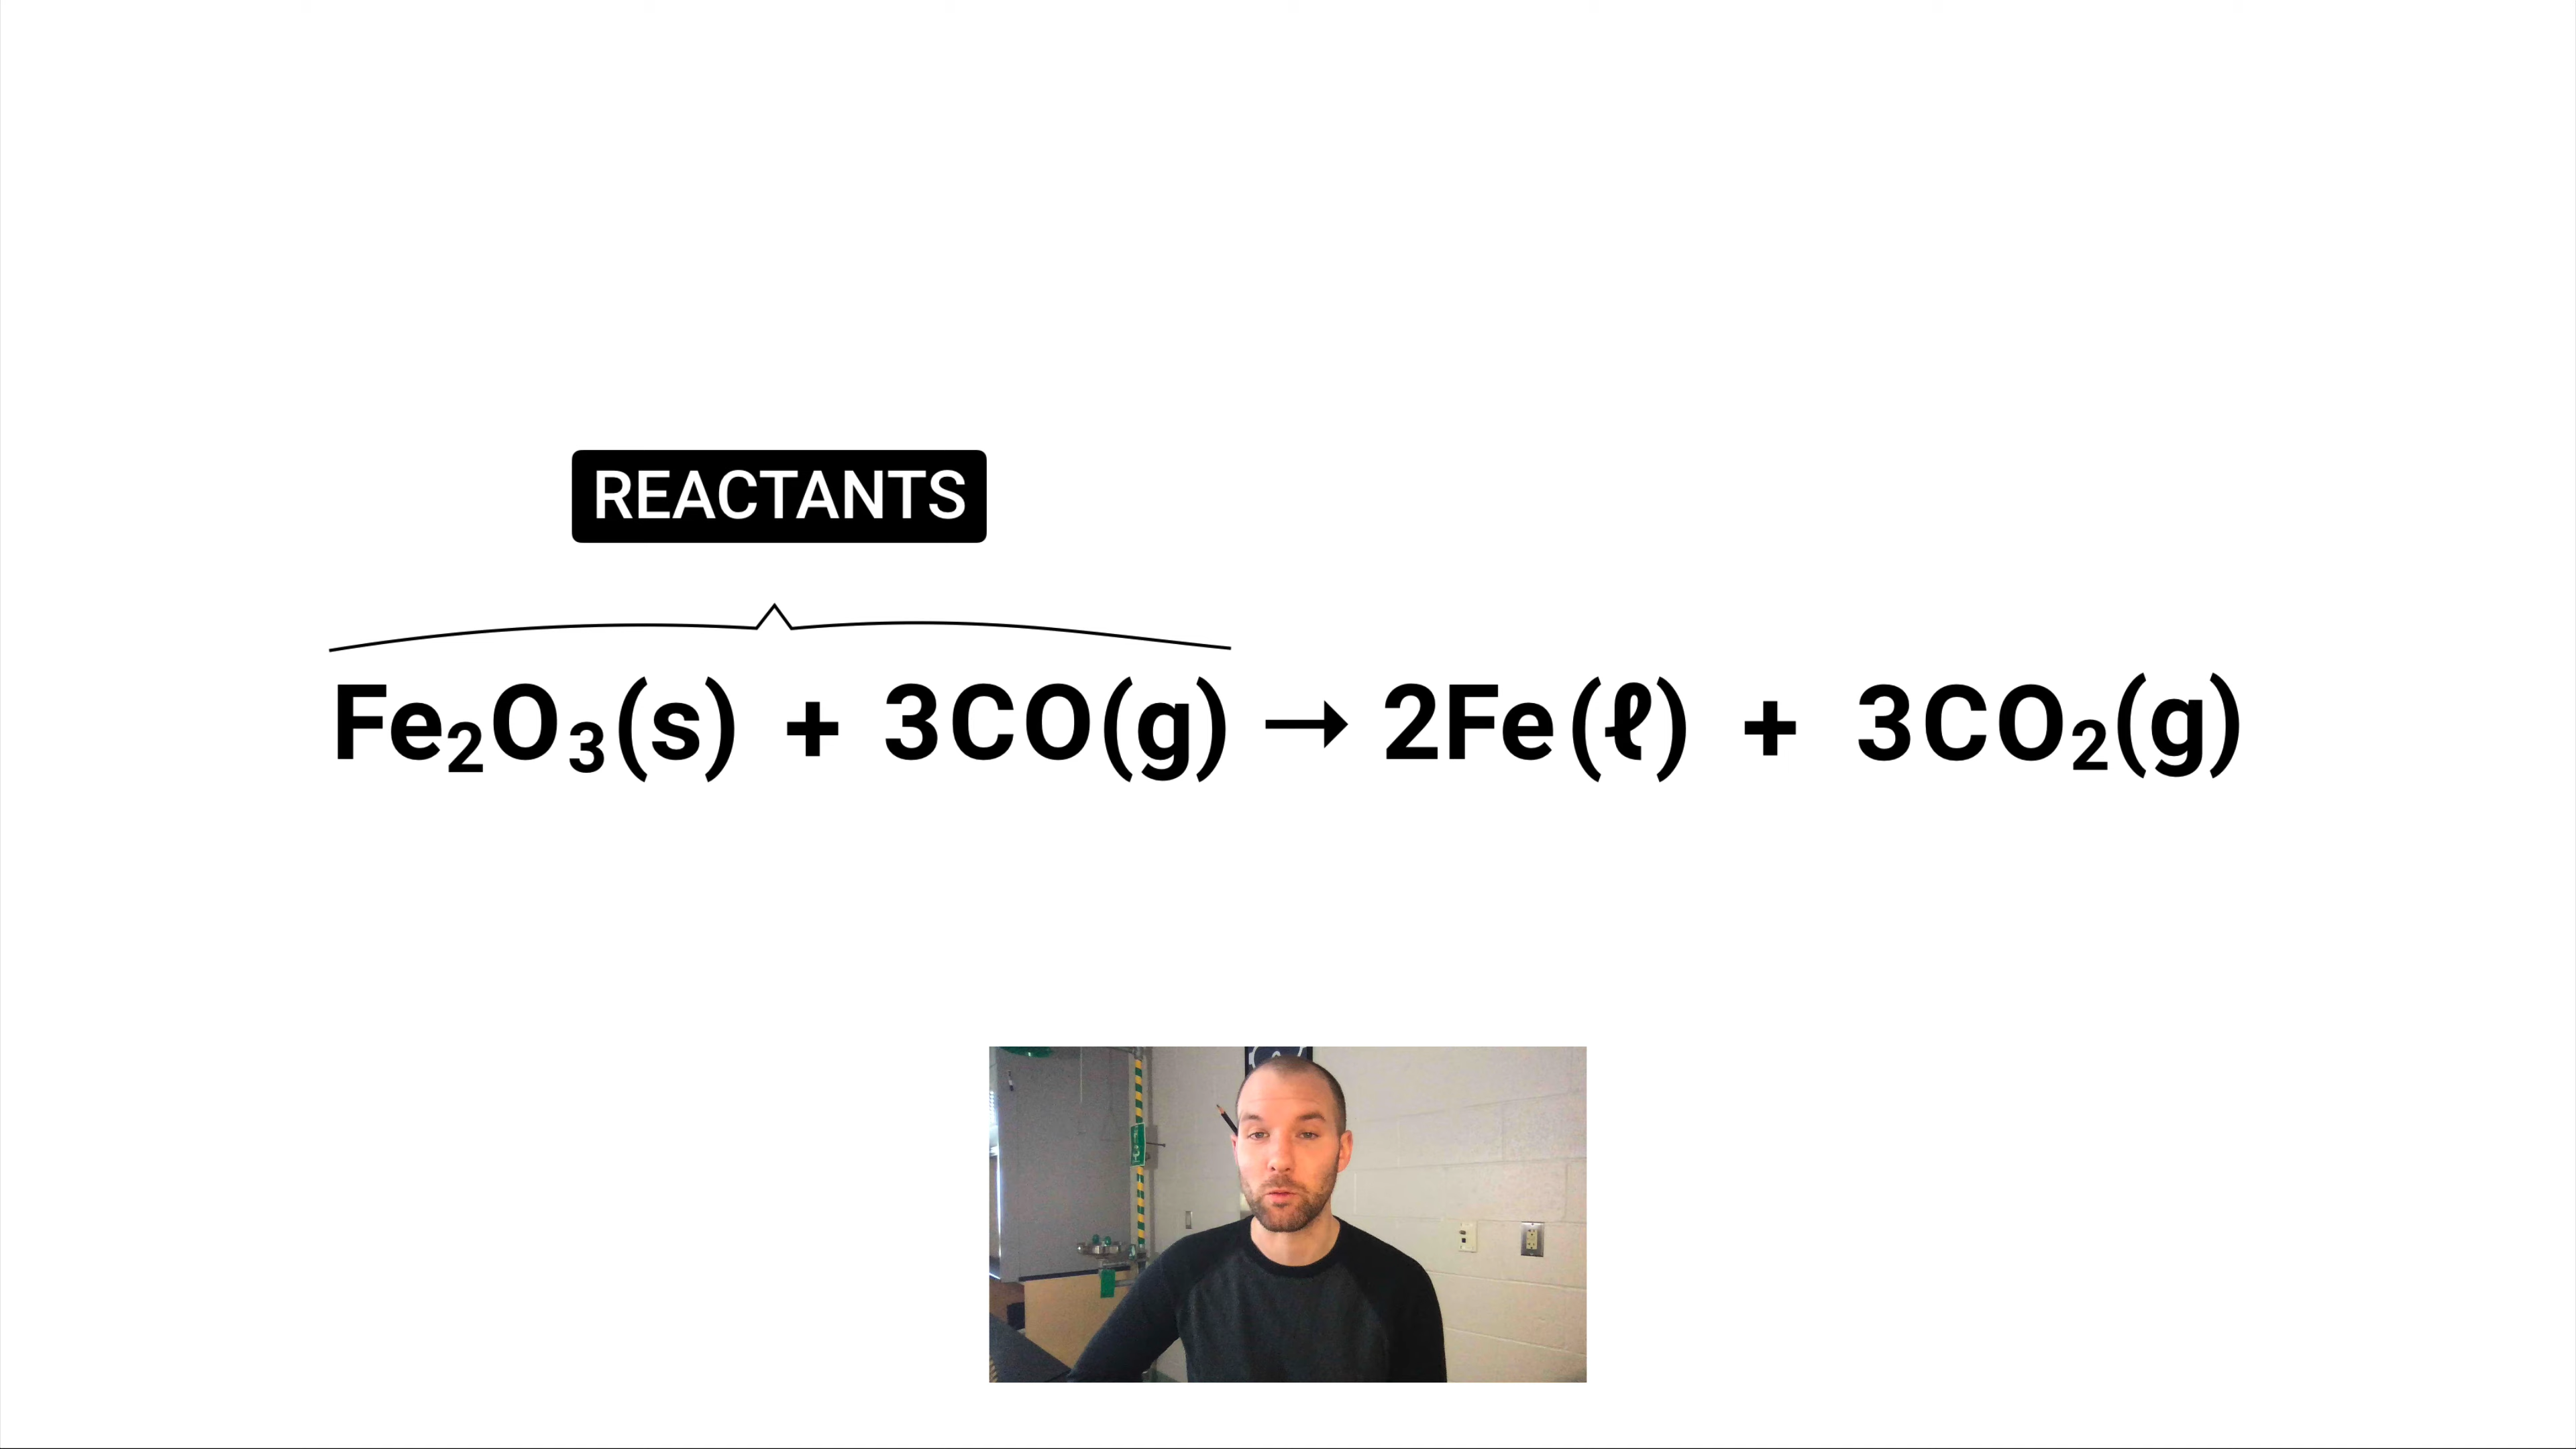 REACTANTS
Fe₂O₃(s) + 3CO(g) → 2Fe(ℓ) + 3CO₂(g)